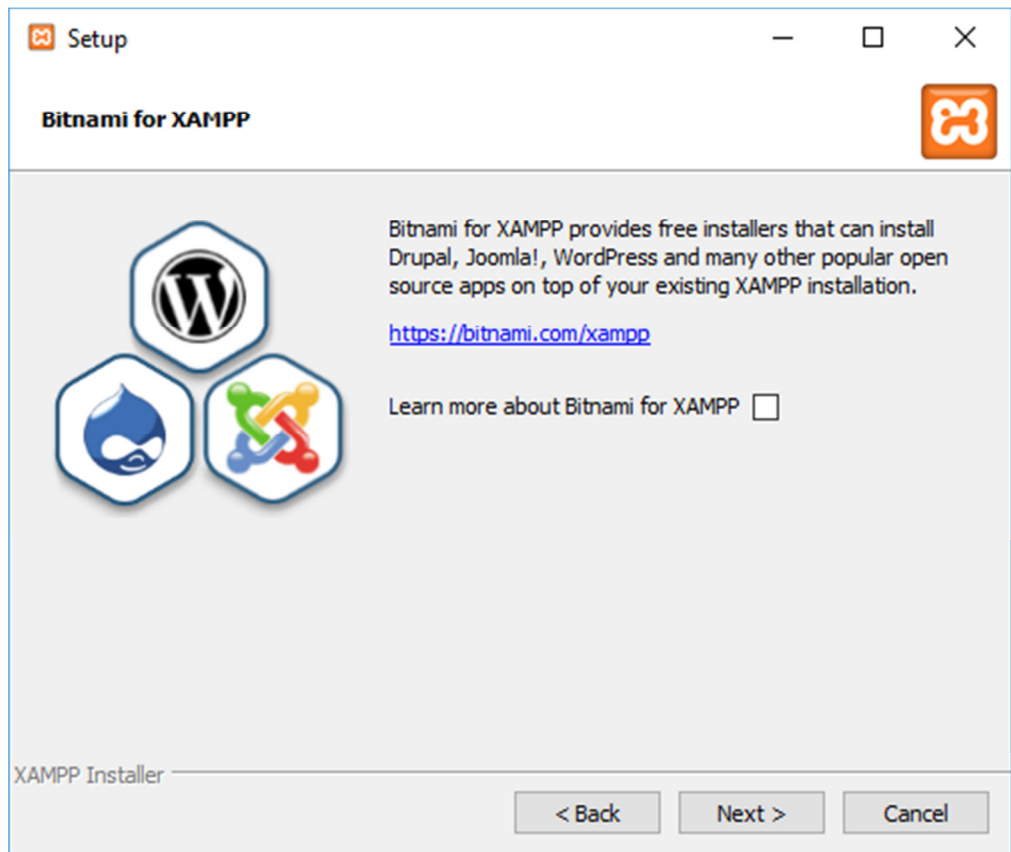 Setup
Bitnami for XAMPP
Bitnami for XAMPP provides free installers that can install
Drupal, Joomla!, WordPress and many other popular open
source apps on top of your existing XAMPP installation.
https://bitnami.com/xampp
Learn more about Bitnami for XAMPP
XAMPP Installer
< Back
Next >
Cancel